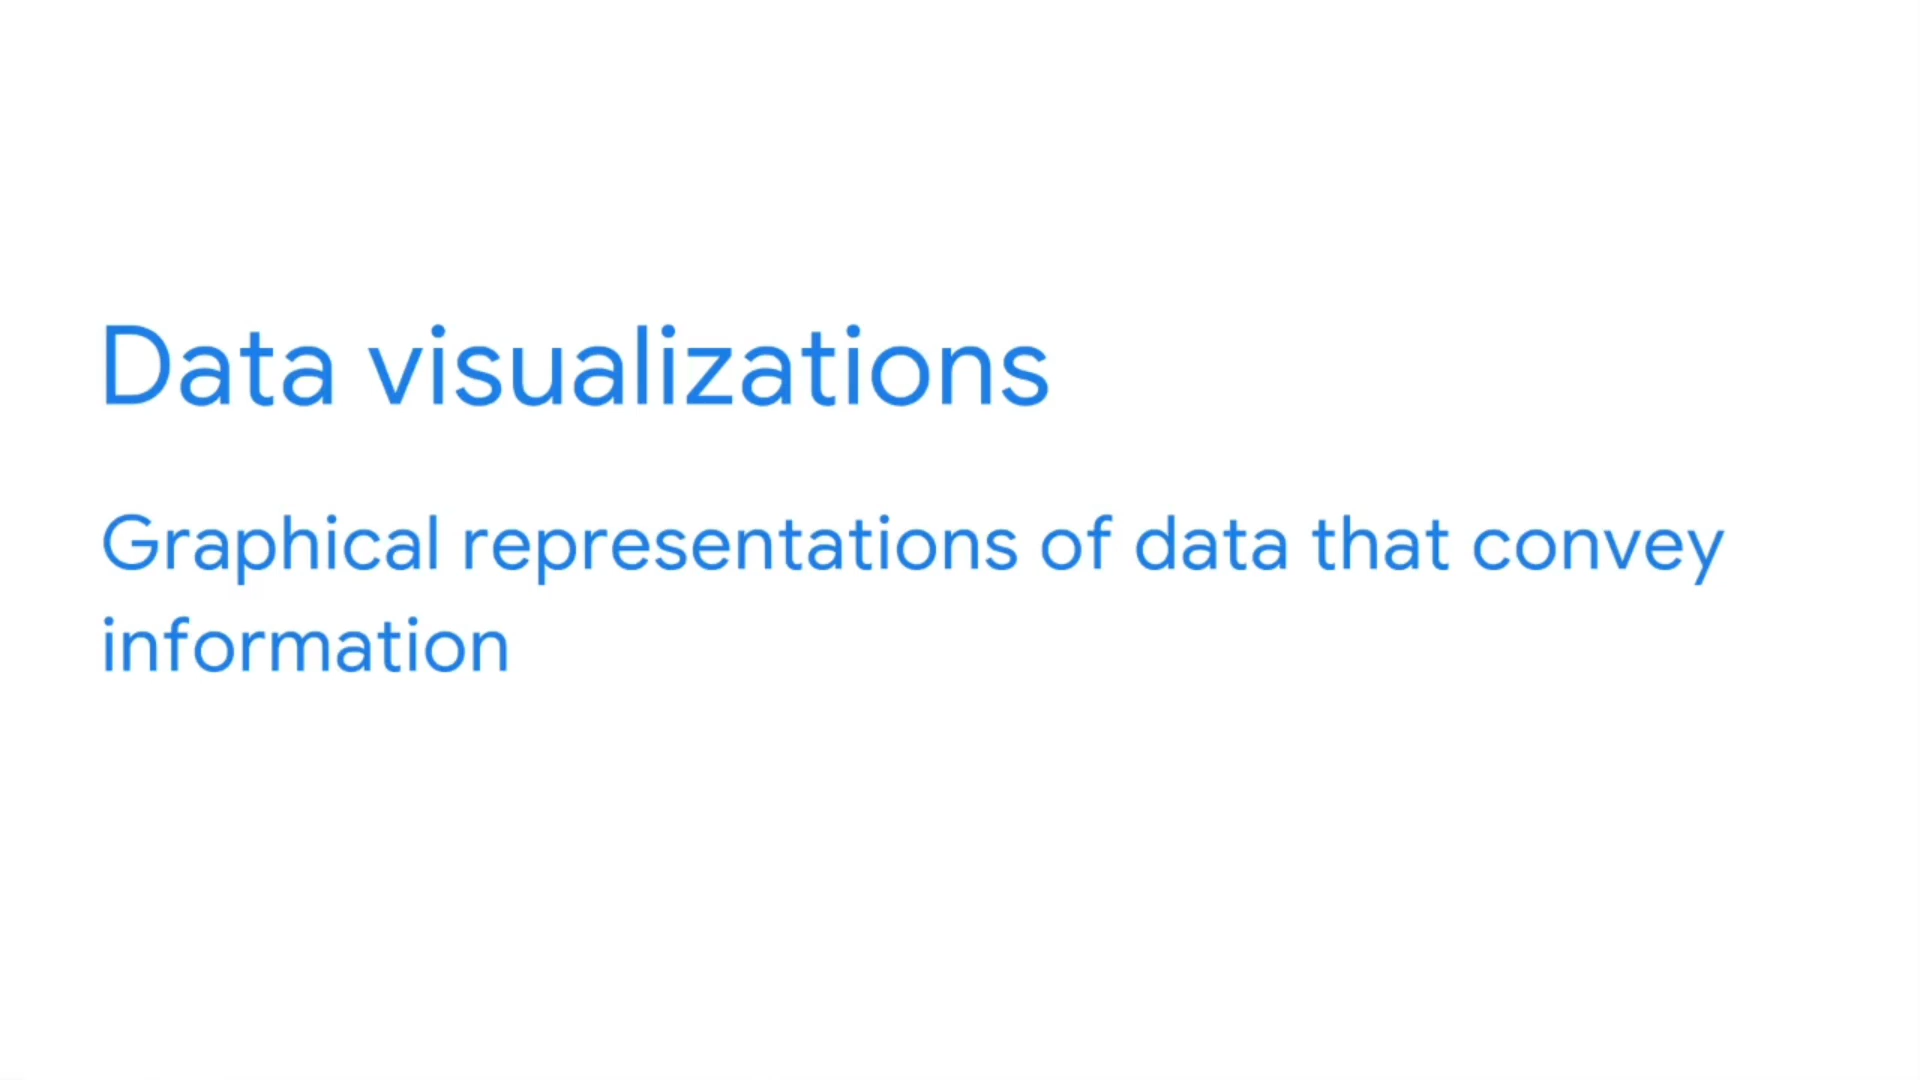 Data visualizations
Graphical representations of data that convey
information